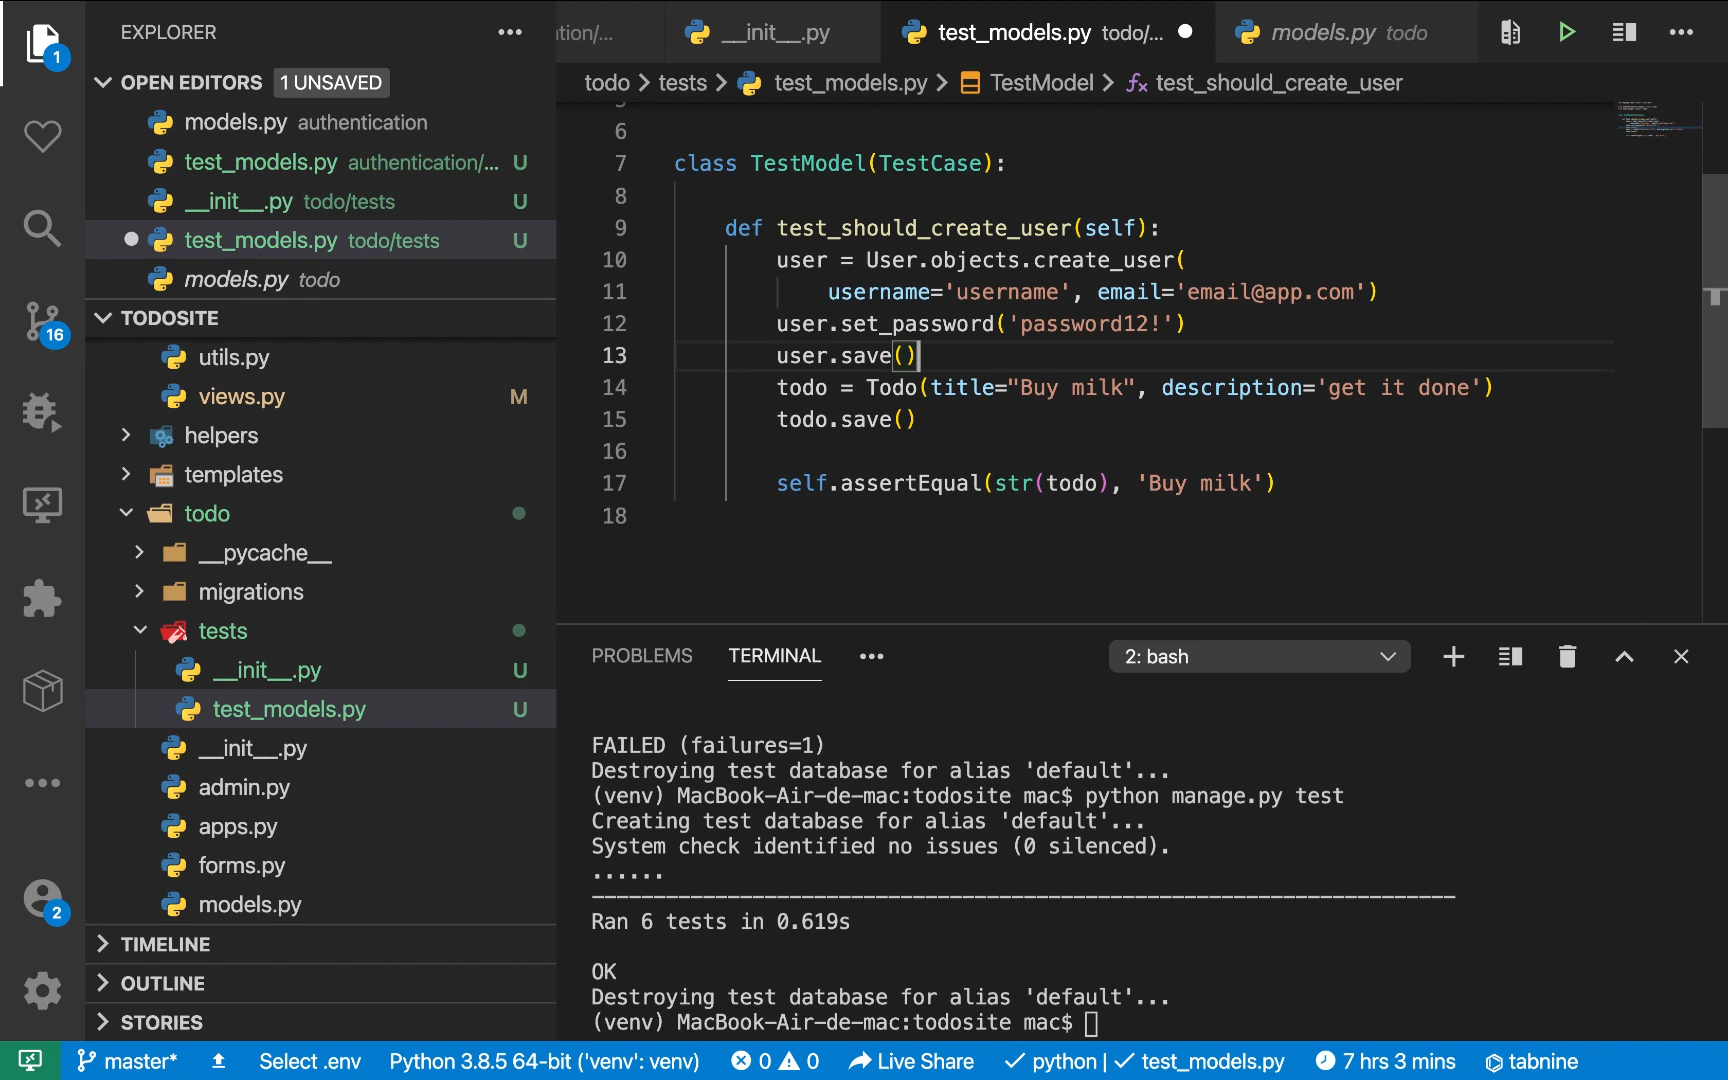 EXPLORER
OPEN EDITORS 1 UNSAVED
models.py authentication
test_models.py authentication/... U
__init__.py todo/tests U
test_models.py todo/tests U
models.py todo
TODOSITE
utils.py
views.py M
helpers
templates
todo
__pycache__
migrations
tests
__init__.py U
test_models.py U
__init__.py
admin.py
apps.py
forms.py
models.py
TIMELINE
OUTLINE
STORIES
1
16
2
tion/... __init__.py test_models.py todo/... models.py todo
todo > tests > test_models.py > TestModel > test_should_create_user
6
7 class TestModel(TestCase):
8
9 def test_should_create_user(self):
10 user = User.objects.create_user(
11 username='username', email='email@app.com')
12 user.set_password('password12!')
13 user.save()
14 todo = Todo(title="Buy milk", description='get it done')
15 todo.save()
16
17 self.assertEqual(str(todo), 'Buy milk')
18
PROBLEMS TERMINAL 2: bash
FAILED (failures=1)
Destroying test database for alias 'default'...
(venv) MacBook-Air-de-mac:todosite mac$ python manage.py test
Creating test database for alias 'default'...
System check identified no issues (0 silenced).
......
----------------------------------------------------------------------
Ran 6 tests in 0.619s
OK
Destroying test database for alias 'default'...
(venv) MacBook-Air-de-mac:todosite mac$
master* Select .env Python 3.8.5 64-bit ('venv': venv) 0 0 Live Share python | test_models.py 7 hrs 3 mins tabnine